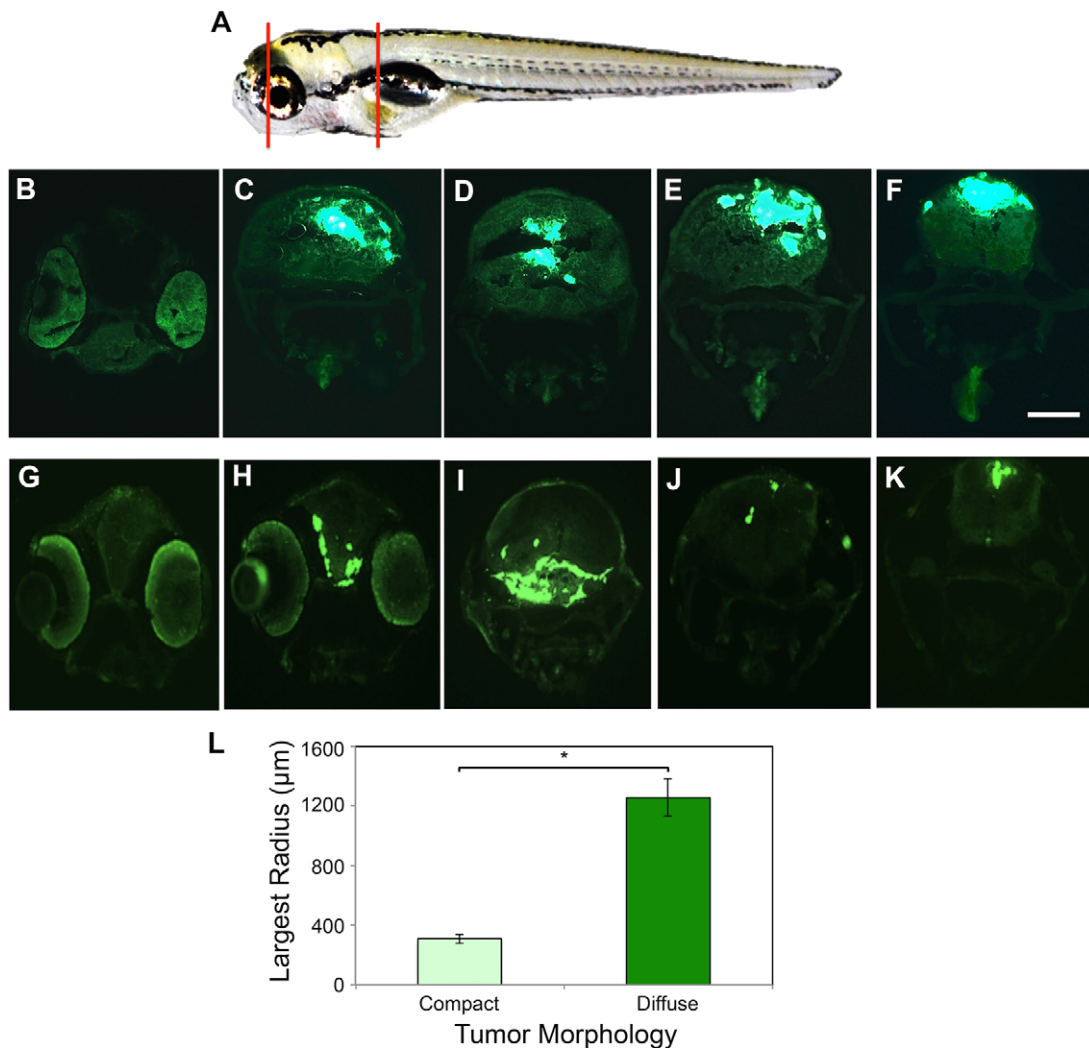 A
B
C
D
E
F
G
H
I
J
K
L
1600
1200
800
400
0
Largest Radius (µm)
*
Compact
Diffuse
Tumor Morphology